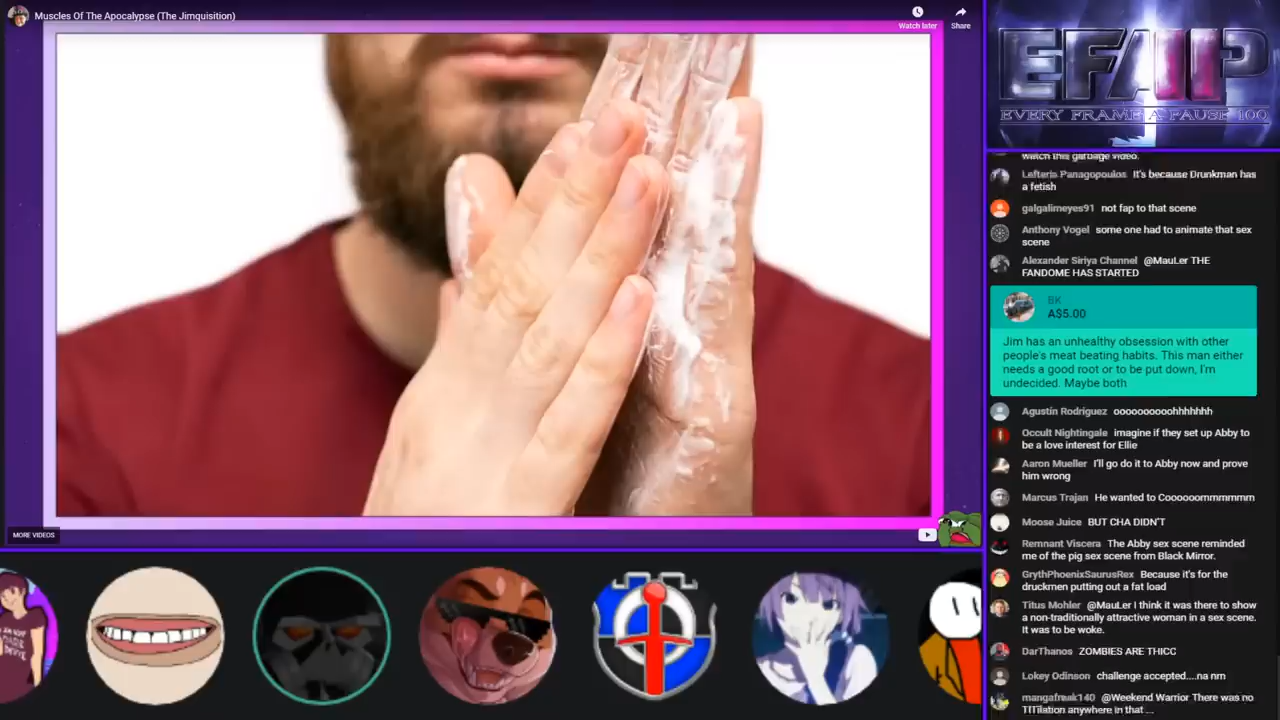 Muscles Of The Apocalypse (The Jimquisition)
Watch later
Share
MORE VIDEOS
EFAP
EVERY FRAME A PAUSE 100
watch this garbage video.
Lefteris Panagopoulos It's because Drunkman has
a fetish
galgalimeyes91 not fap to that scene
Anthony Vogel some one had to animate that sex
scene
Alexander Siriya Channel @MauLer THE
FANDOME HAS STARTED
BK
A$5.00
Jim has an unhealthy obsession with other
people's meat beating habits. This man either
needs a good root or to be put down, I'm
undecided. Maybe both
Agustín Rodriguez oooooooooohhhhhhh
Occult Nightingale imagine if they set up Abby to
be a love interest for Ellie
Aaron Mueller I'll go do it to Abby now and prove
him wrong
Marcus Trajan He wanted to Coooooommmmmm
Moose Juice BUT CHA DIDN'T
Remnant Viscera The Abby sex scene reminded
me of the pig sex scene from Black Mirror.
GrythPhoenixSaurusRex Because it's for the
druckmen putting out a fat load
Titus Mohler @MauLer I think it was there to show
a non-traditionally attractive woman in a sex scene.
It was to be woke.
DarThanos ZOMBIES ARE THICC
Lokey Odinson challenge accepted....na nm
mangafreak140 @Weekend Warrior There was no
TITilation anywhere in that ...